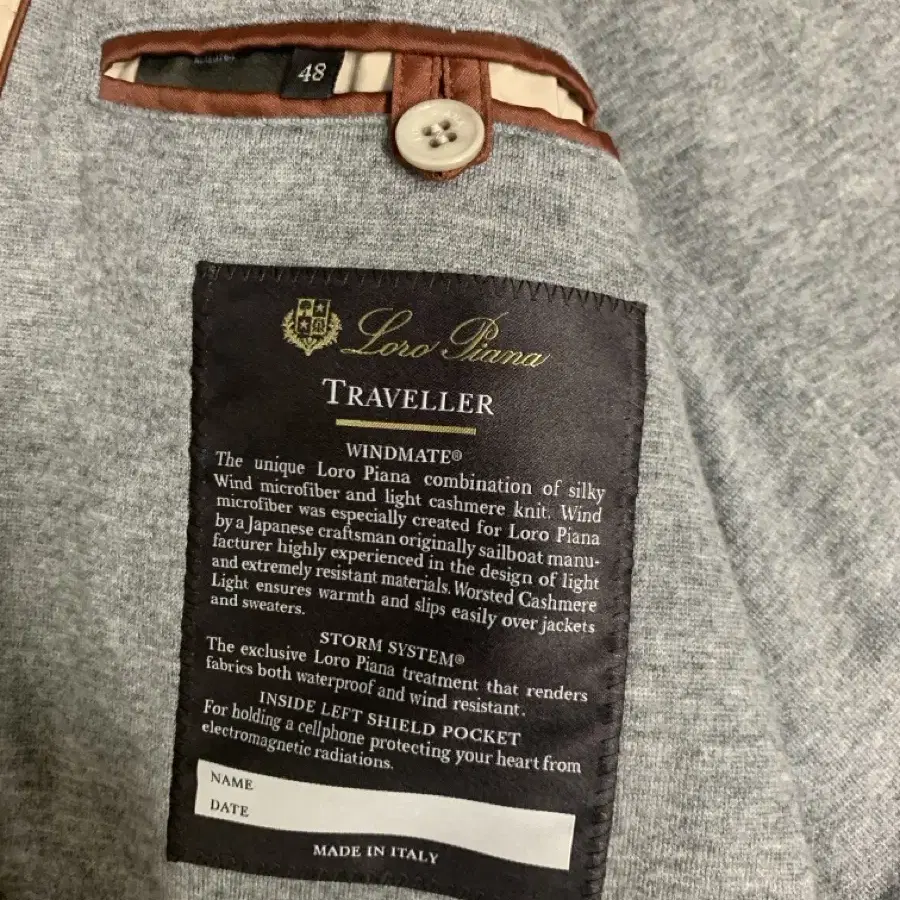 48
Loro Piana
TRAVELLER
WINDMATE®
The unique Loro Piana combination of silky
Wind microfiber and light cashmere knit. Wind
microfiber was especially created for Loro Piana
by a Japanese craftsman originally sailboat manu-
facturer highly experienced in the design of light
and extremely resistant materials. Worsted Cashmere
Light ensures warmth and slips easily over jackets
and sweaters.
STORM SYSTEM®
The exclusive Loro Piana treatment that renders
fabrics both waterproof and wind resistant.
INSIDE LEFT SHIELD POCKET
For holding a cellphone protecting your heart from
electromagnetic radiations.
NAME
DATE
MADE IN ITALY